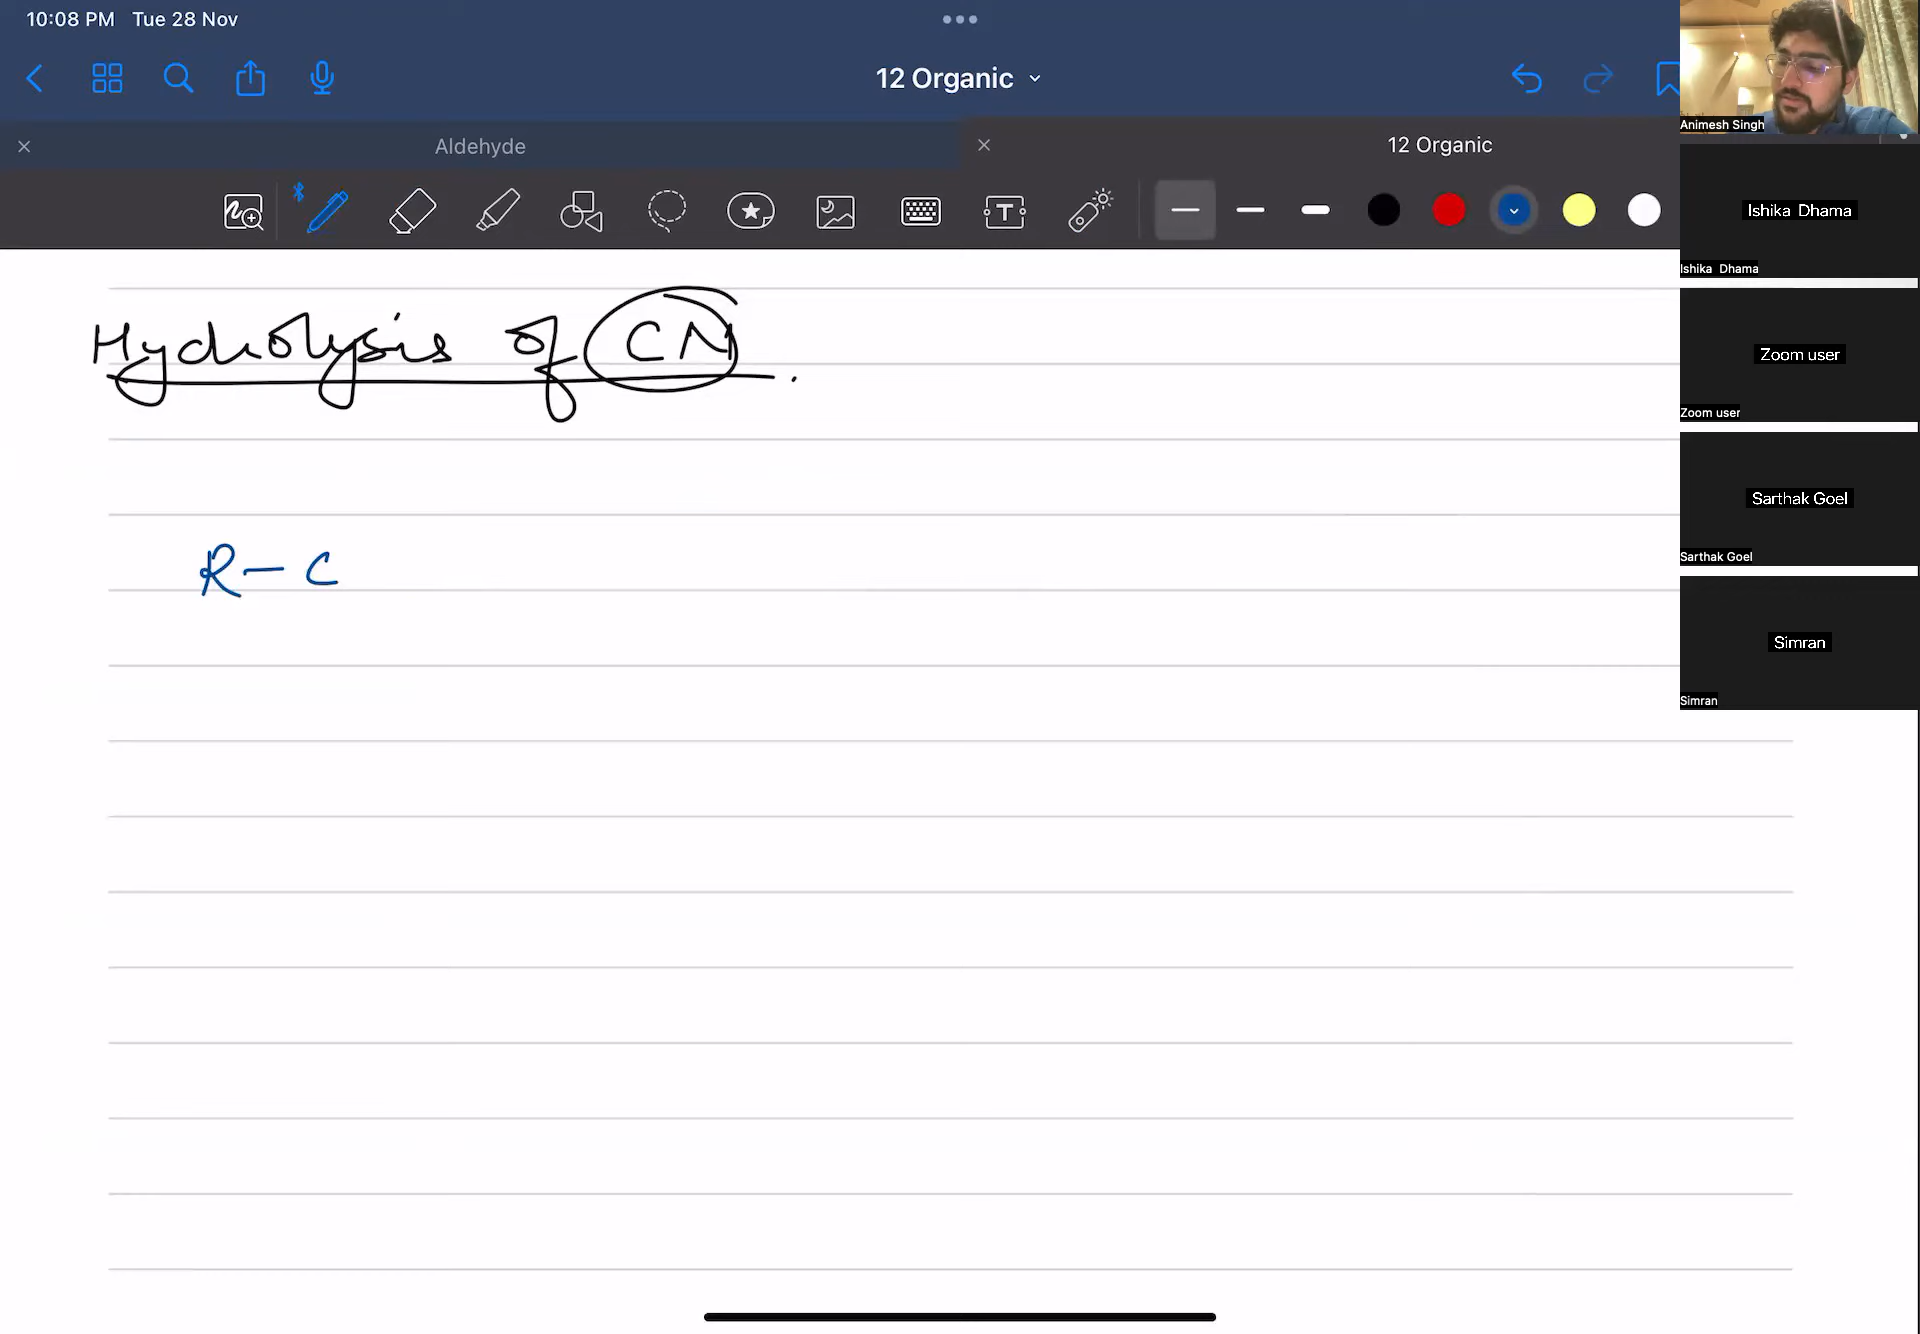 10:08 PM Tue 28 Nov
12 Organic
Aldehyde
12 Organic
T
Hydrolysis of CN.
R – C
Animesh Singh
Ishika Dhama
Ishika Dhama
Zoom user
Zoom user
Sarthak Goel
Sarthak Goel
Simran
Simran